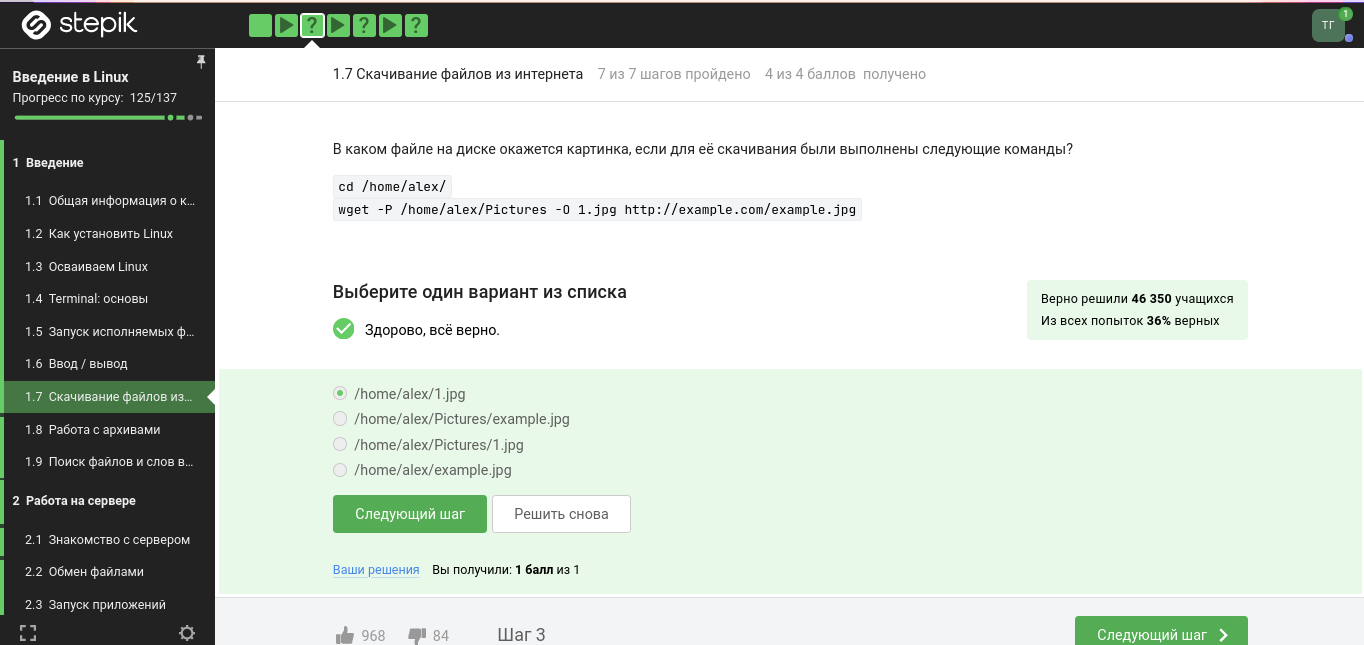 stepik
?
?
?
ТГ
1
Введение в Linux
Прогресс по курсу: 125/137
1 Введение
1.1 Общая информация о к...
1.2 Как установить Linux
1.3 Осваиваем Linux
1.4 Terminal: основы
1.5 Запуск исполняемых ф...
1.6 Ввод / вывод
1.7 Скачивание файлов из...
1.8 Работа с архивами
1.9 Поиск файлов и слов в...
2 Работа на сервере
2.1 Знакомство с сервером
2.2 Обмен файлами
2.3 Запуск приложений
1.7 Скачивание файлов из интернета 7 из 7 шагов пройдено 4 из 4 баллов получено
В каком файле на диске окажется картинка, если для её скачивания были выполнены следующие команды?
cd /home/alex/
wget -P /home/alex/Pictures -O 1.jpg http://example.com/example.jpg
Выберите один вариант из списка
Здорово, всё верно.
Верно решили 46 350 учащихся
Из всех попыток 36% верных
/home/alex/1.jpg
/home/alex/Pictures/example.jpg
/home/alex/Pictures/1.jpg
/home/alex/example.jpg
Следующий шаг
Решить снова
Ваши решения Вы получили: 1 балл из 1
968 84 Шаг 3
Следующий шаг